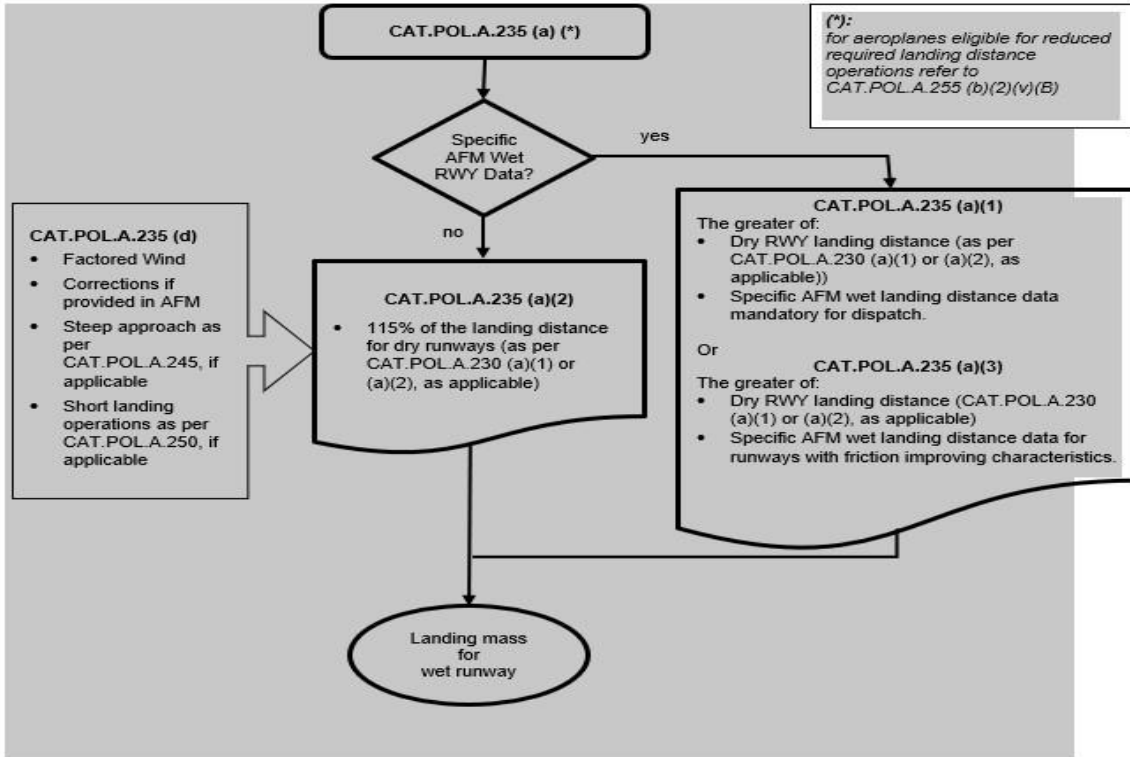 CAT.POL.A.235 (a) (*)
(*):
for aeroplanes eligible for reduced
required landing distance
operations refer to
CAT.POL.A.255 (b)(2)(v)(B)
Specific
AFM Wet
RWY Data?
yes
no
CAT.POL.A.235 (d)
• Factored Wind
• Corrections if
provided in AFM
• Steep approach as
per
CAT.POL.A.245, if
applicable
• Short landing
operations as per
CAT.POL.A.250, if
applicable
CAT.POL.A.235 (a)(2)
• 115% of the landing distance
for dry runways (as per
CAT.POL.A.230 (a)(1) or
(a)(2), as applicable)
CAT.POL.A.235 (a)(1)
The greater of:
• Dry RWY landing distance (as per
CAT.POL.A.230 (a)(1) or (a)(2), as
applicable))
• Specific AFM wet landing distance data
mandatory for dispatch.
Or
CAT.POL.A.235 (a)(3)
The greater of:
• Dry RWY landing distance (CAT.POL.A.230
(a)(1) or (a)(2), as applicable)
• Specific AFM wet landing distance data for
runways with friction improving characteristics.
Landing mass
for
wet runway